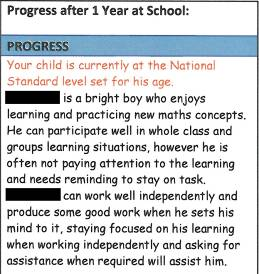 Progress after 1 Year at School:
PROGRESS
Your child is currently at the National
Standard level set for his age.
is a bright boy who enjoys
learning and practicing new maths concepts.
He can participate well in whole class and
groups learning situations, however he is
often not paying attention to the learning
and needs reminding to stay on task.
can work well independently and
produce some good work when he sets his
mind to it, staying focused on his learning
when working independently and asking for
assistance when required will assist him.